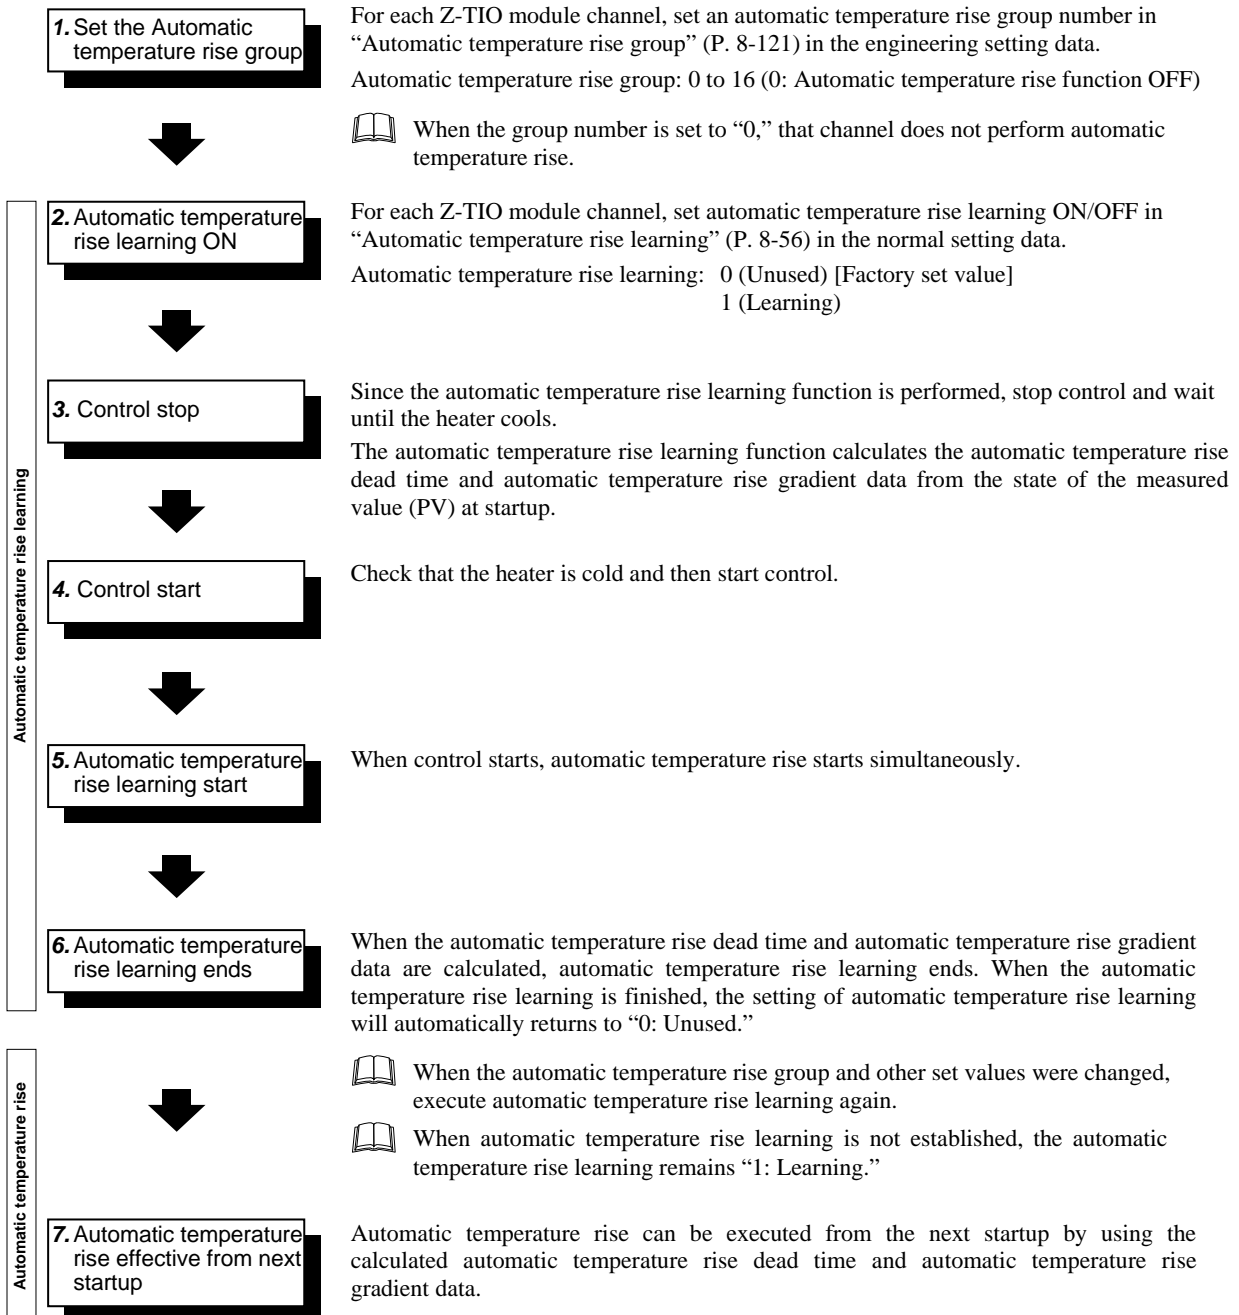 1. Set the Automatic
temperature rise group
For each Z-TIO module channel, set an automatic temperature rise group number in
“Automatic temperature rise group” (P. 8-121) in the engineering setting data.
Automatic temperature rise group: 0 to 16 (0: Automatic temperature rise function OFF)
When the group number is set to “0,” that channel does not perform automatic
temperature rise.
Automatic temperature rise learning
2. Automatic temperature
rise learning ON
For each Z-TIO module channel, set automatic temperature rise learning ON/OFF in
“Automatic temperature rise learning” (P. 8-56) in the normal setting data.
Automatic temperature rise learning: 0 (Unused) [Factory set value]
1 (Learning)
3. Control stop
Since the automatic temperature rise learning function is performed, stop control and wait
until the heater cools.
The automatic temperature rise learning function calculates the automatic temperature rise
dead time and automatic temperature rise gradient data from the state of the measured
value (PV) at startup.
4. Control start
Check that the heater is cold and then start control.
5. Automatic temperature
rise learning start
When control starts, automatic temperature rise starts simultaneously.
6. Automatic temperature
rise learning ends
When the automatic temperature rise dead time and automatic temperature rise gradient
data are calculated, automatic temperature rise learning ends. When the automatic
temperature rise learning is finished, the setting of automatic temperature rise learning
will automatically returns to “0: Unused.”
When the automatic temperature rise group and other set values were changed,
execute automatic temperature rise learning again.
When automatic temperature rise learning is not established, the automatic
temperature rise learning remains “1: Learning.”
Automatic temperature rise
7. Automatic temperature
rise effective from next
startup
Automatic temperature rise can be executed from the next startup by using the
calculated automatic temperature rise dead time and automatic temperature rise
gradient data.